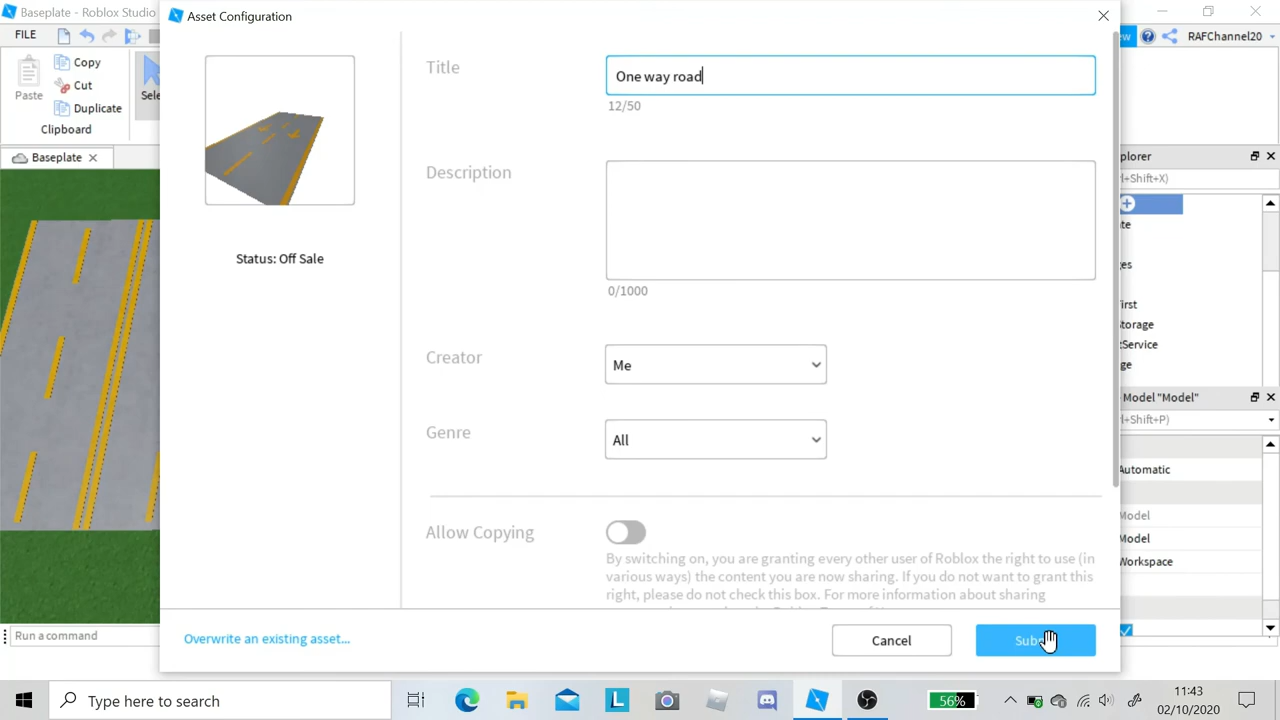 Baseplate - Roblox Studio
Asset Configuration
FILE
RAFChannel20
Copy
Cut
Duplicate
Paste
Clipboard
Baseplate
Status: Off Sale
Title
One way road
12/50
Description
0/1000
Creator
Me
Genre
All
Allow Copying
By switching on, you are granting every other user of Roblox the right to use (in
various ways) the content you are now sharing. If you do not want to grant this
right, please do not check this box. For more information about sharing
Overwrite an existing asset...
Cancel
Model "Model"
Automatic
Model
Model
Workspace
Run a command
Type here to search
56%
11:43
02/10/2020